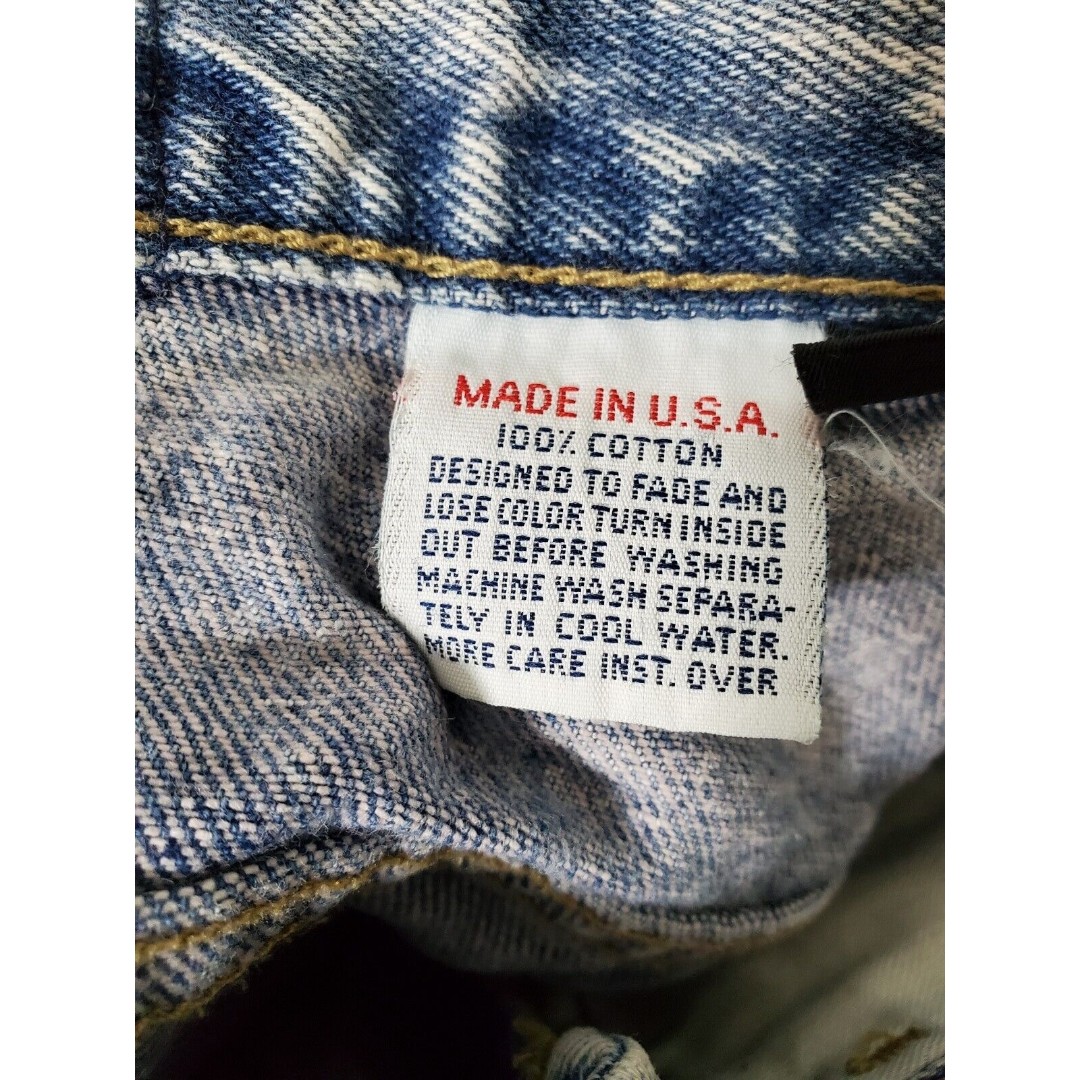 MADE IN U.S.A.
100% COTTON
DESIGNED TO FADE AND
LOSE COLOR TURN INSIDE
OUT BEFORE WASHING
MACHINE WASH SEPARA-
TELY IN COOL WATER.
MORE CARE INST. OVER